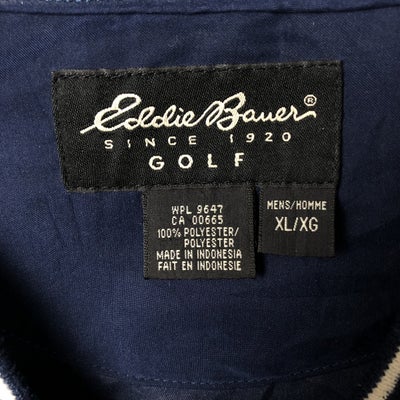 Eddie Bauer®
SINCE 1920
GOLF
WPL 9647
CA 00665
100% POLYESTER/
POLYESTER
MADE IN INDONESIA
FAIT EN INDONESIE
MENS/HOMME
XL/XG